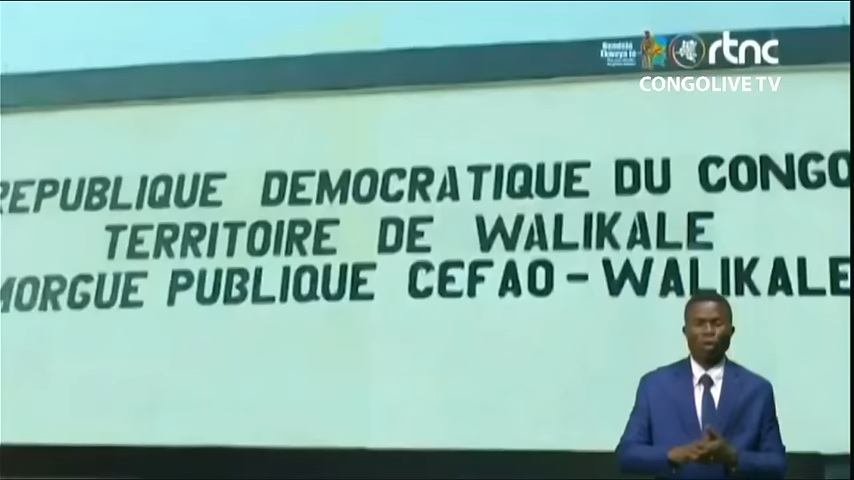 rtnc
CONGOLIVE TV
REPUBLIQUE DEMOCRATIQUE DU CONGO
TERRITOIRE DE WALIKALE
MORGUE PUBLIQUE CEFAO - WALIKALE